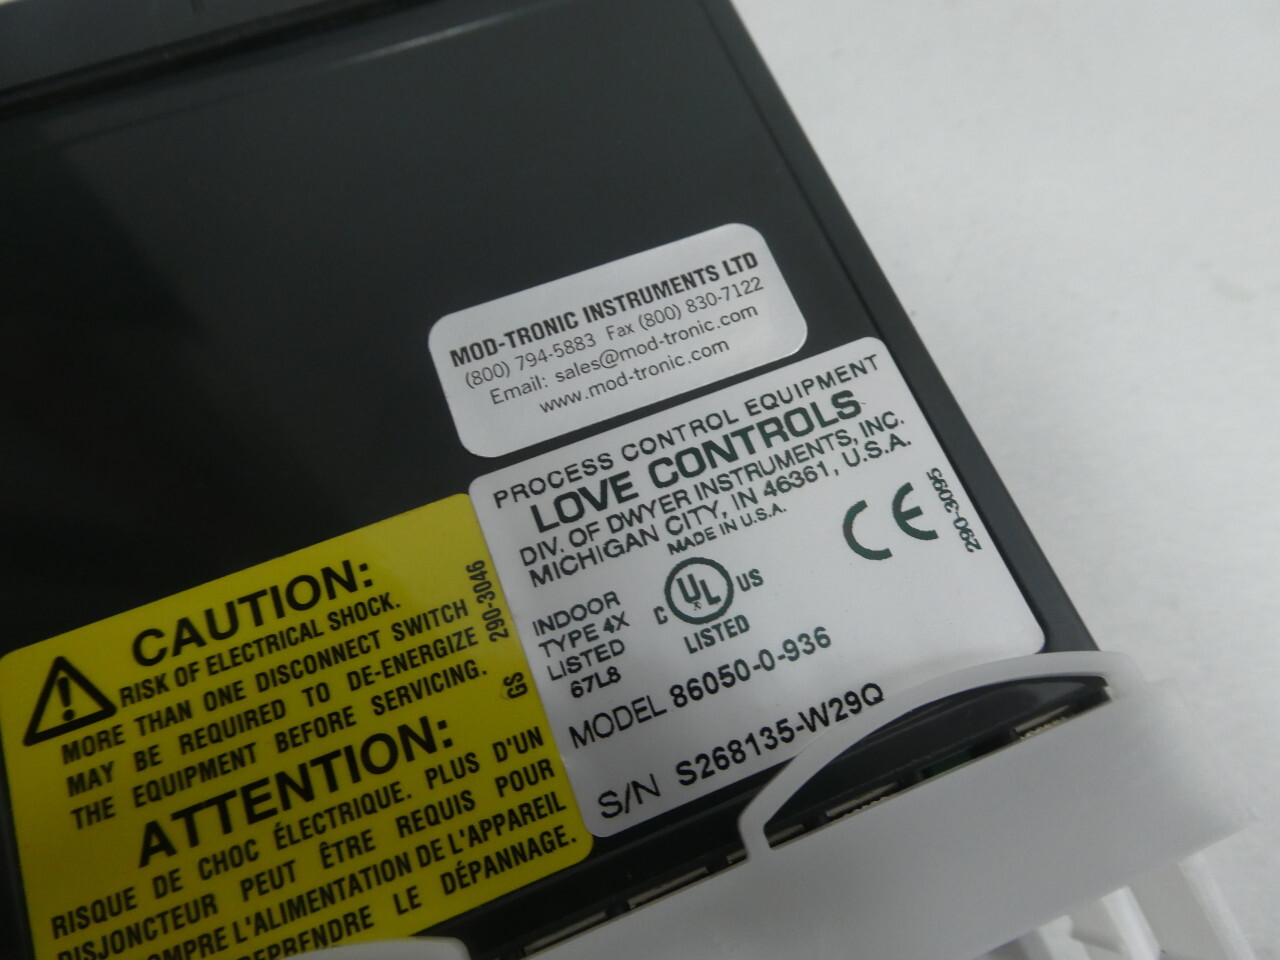 MOD-TRONIC INSTRUMENTS LTD
(800) 794-5883 Fax (800) 830-7122
Email: sales@mod-tronic.com
www.mod-tronic.com
PROCESS CONTROL EQUIPMENT
LOVE CONTROLS
DIV. OF DWYER INSTRUMENTS, INC.
MICHIGAN CITY, IN 46361, U.S.A.
MADE IN U.S.A.
CE
290-3095
INDOOR
TYPE 4X
LISTED
67L8
C UL US
LISTED
MODEL 86050-0-936
S/N S268135-W29Q
CAUTION:
RISK OF ELECTRICAL SHOCK.
MORE THAN ONE DISCONNECT SWITCH
MAY BE REQUIRED TO DE-ENERGIZE
THE EQUIPMENT BEFORE SERVICING.
290-3046
GS
ATTENTION:
RISQUE DE CHOC ÉLECTRIQUE. PLUS D'UN
DISJONCTEUR PEUT ÊTRE REQUIS POUR
L'ALIMENTATION DE L'APPAREIL
LE DÉPANNAGE.